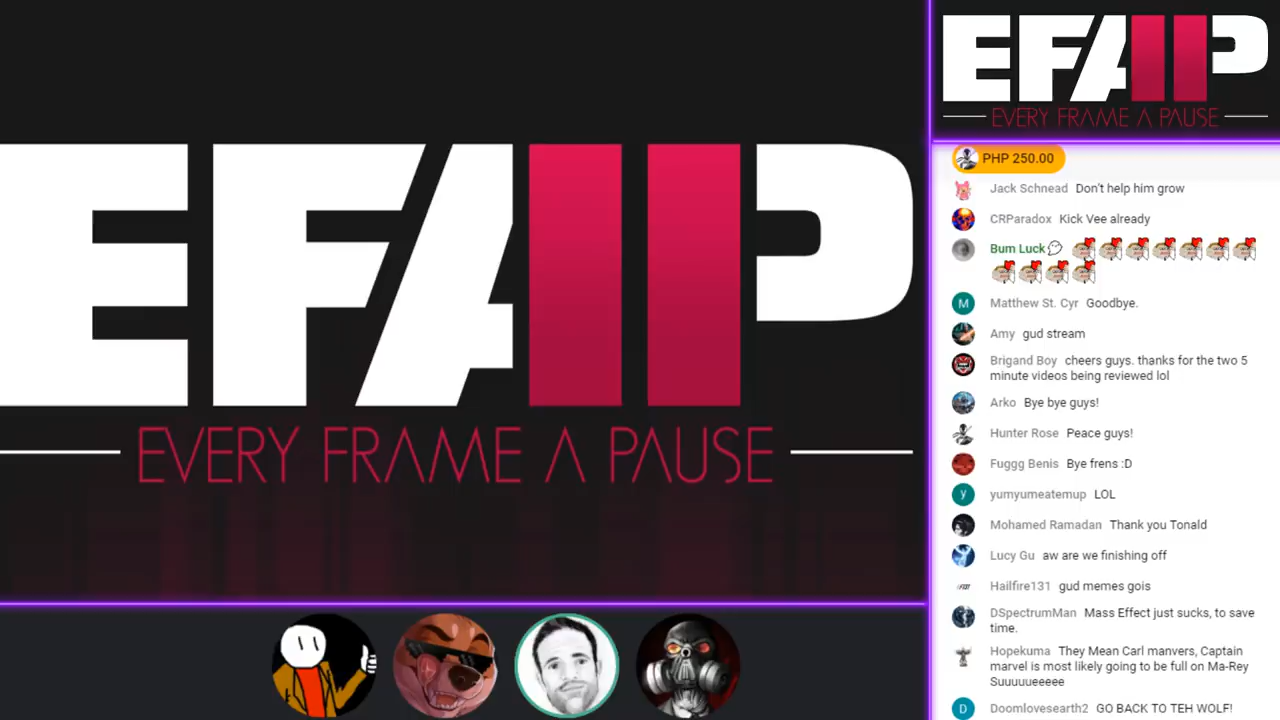 EFAP
EVERY FRAME A PAUSE
EFAP
EVERY FRAME A PAUSE
PHP 250.00
Jack Schnead Don't help him grow
CRParadox Kick Vee already
Bum Luck
M Matthew St. Cyr Goodbye.
Amy gud stream
Brigand Boy cheers guys. thanks for the two 5
minute videos being reviewed lol
Arko Bye bye guys!
Hunter Rose Peace guys!
Fuggg Benis Bye frens :D
y yumyumeatemup LOL
Mohamed Ramadan Thank you Tonald
Lucy Gu aw are we finishing off
Hailfire131 gud memes gois
DSpectrumMan Mass Effect just sucks, to save
time.
Hopekuma They Mean Carl manvers, Captain
marvel is most likely going to be full on Ma-Rey
Suuuuueeeee
D Doomlovesearth2 GO BACK TO TEH WOLF!